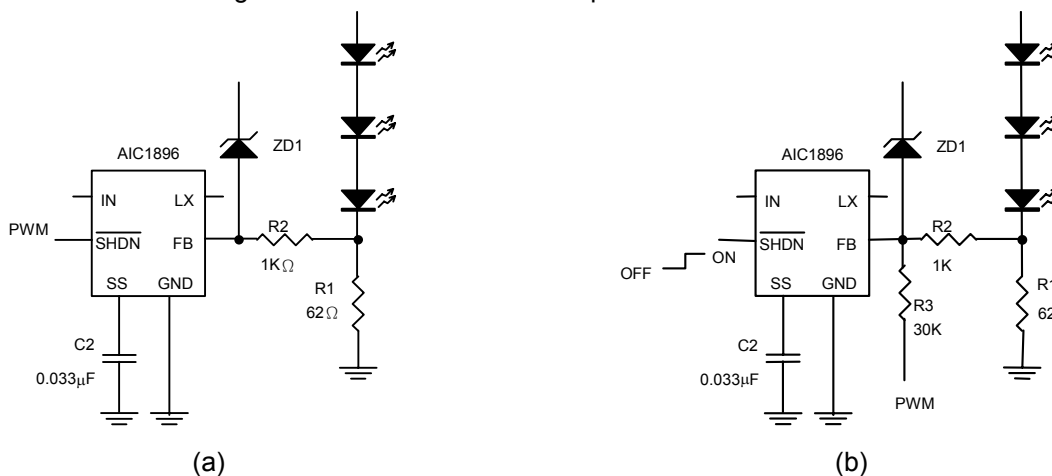 AIC1896
IN
LX
PWM
SHDN
FB
SS
GND
ZD1
R2
1KΩ
R1
62Ω
C2
0.033µF
(a)
AIC1896
IN
LX
OFF
ON
SHDN
FB
SS
GND
ZD1
R2
1K
R3
30K
PWM
C2
0.033µF
(b)